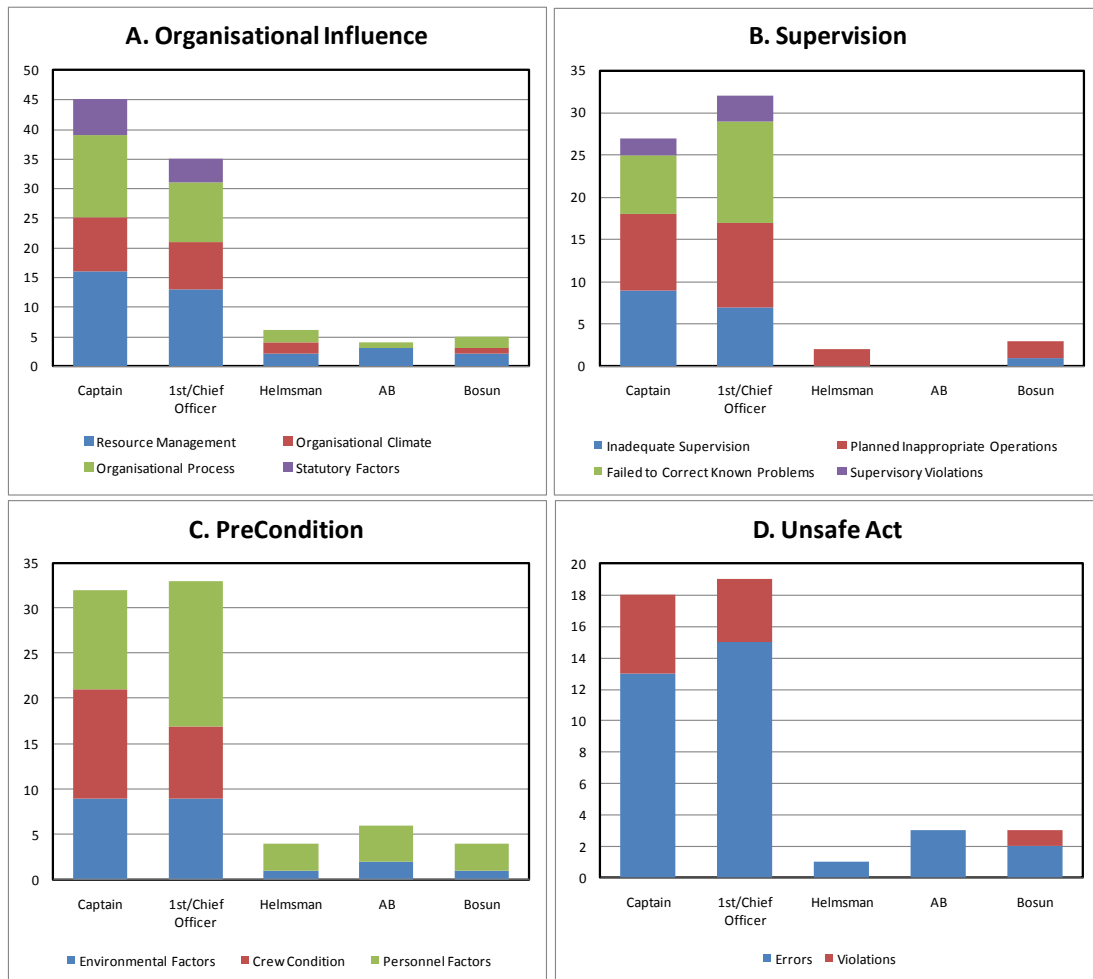 A. Organisational Influence
50
45
40
35
30
25
20
15
10
5
0
Captain 1st/Chief Officer Helmsman AB Bosun
Resource Management Organisational Climate
Organisational Process Statutory Factors
B. Supervision
35
30
25
20
15
10
5
0
Captain 1st/Chief Officer Helmsman AB Bosun
Inadequate Supervision Planned Inappropriate Operations
Failed to Correct Known Problems Supervisory Violations
C. PreCondition
35
30
25
20
15
10
5
0
Captain 1st/Chief Officer Helmsman AB Bosun
Environmental Factors Crew Condition Personnel Factors
D. Unsafe Act
20
18
16
14
12
10
8
6
4
2
0
Captain 1st/Chief Officer Helmsman AB Bosun
Errors Violations